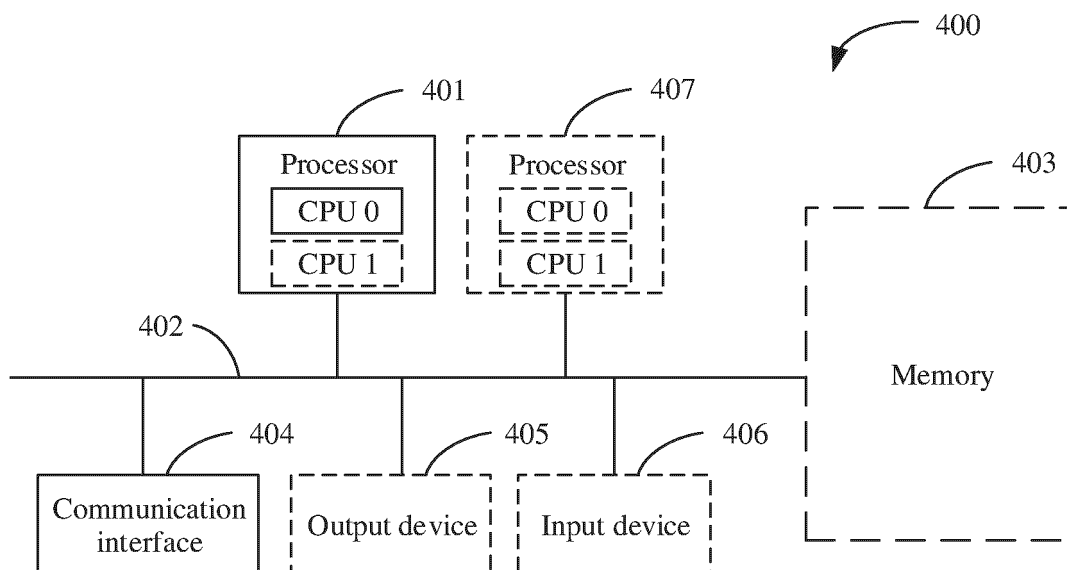 400
401
407
403
Processor
CPU 0
CPU 1
Processor
CPU 0
CPU 1
402
Memory
404
405
406
Communication
interface
Output device
Input device